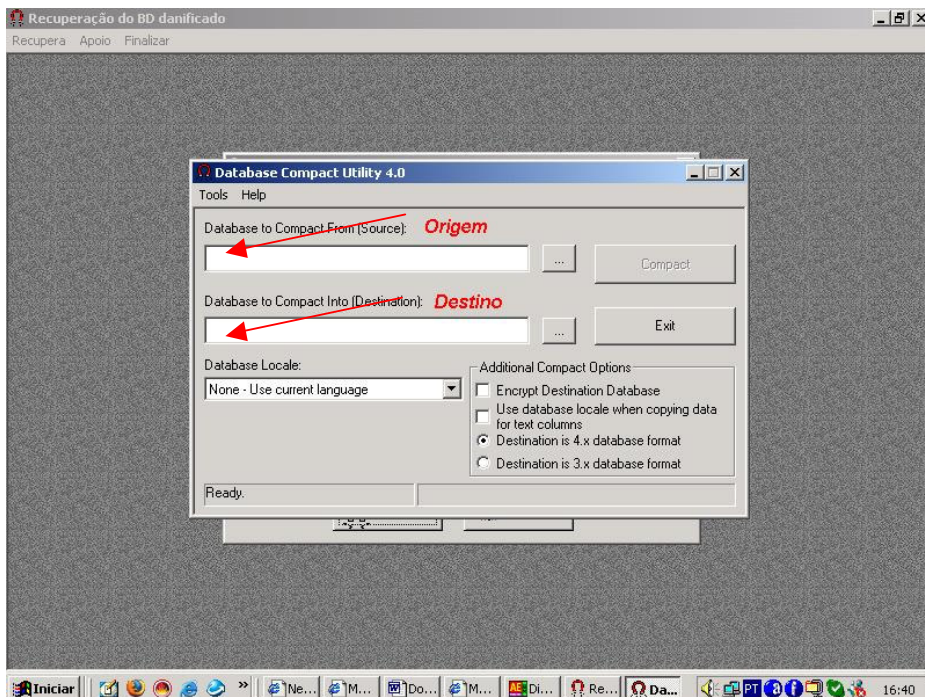 Recuperação do BD danificado
Recupera Apoio Finalizar
Database Compact Utility 4.0
Tools Help
Database to Compact From (Source): Origem
...
Compact
Database to Compact Into (Destination): Destino
...
Exit
Database Locale:
None - Use current language
Additional Compact Options
Encrypt Destination Database
Use database locale when copying data
for text columns
Destination is 4.x database format
Destination is 3.x database format
Ready.
Iniciar » Ne... M... Do... M... Di... Re... Da... PT 16:40